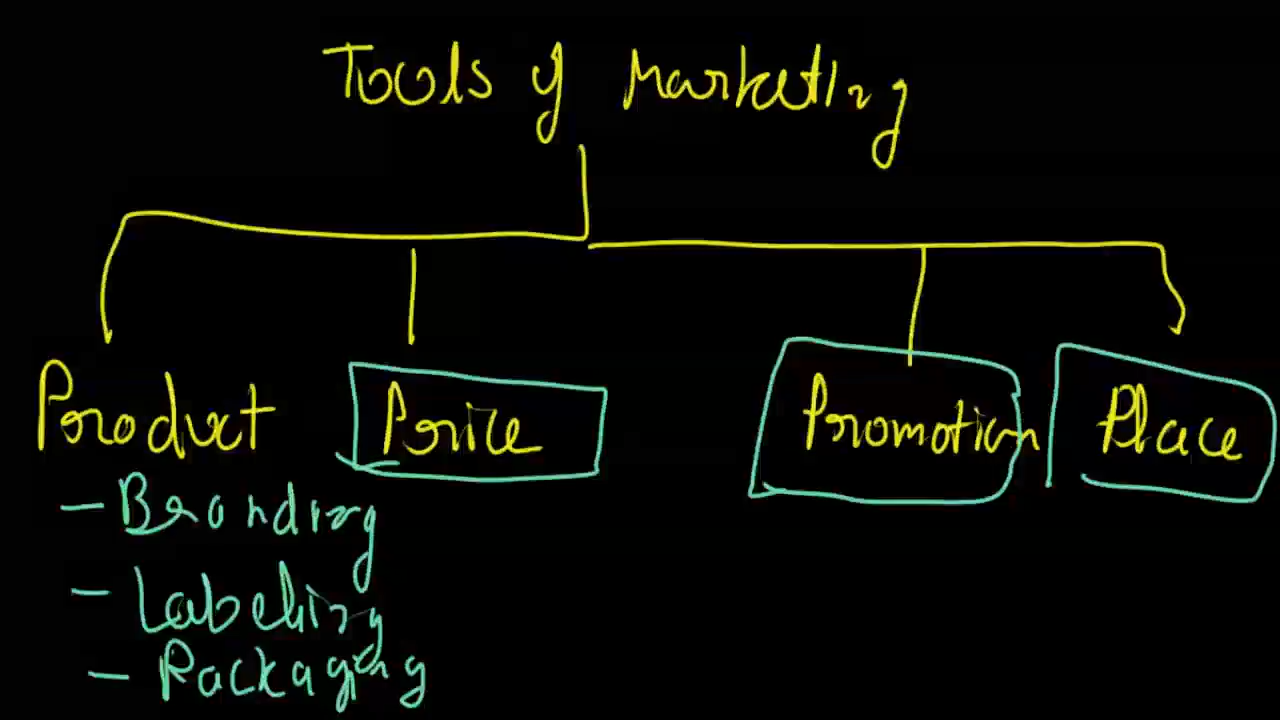 Tools of Marketing
Product Price Promotion Place
- Branding
- Labeling
- Packaging